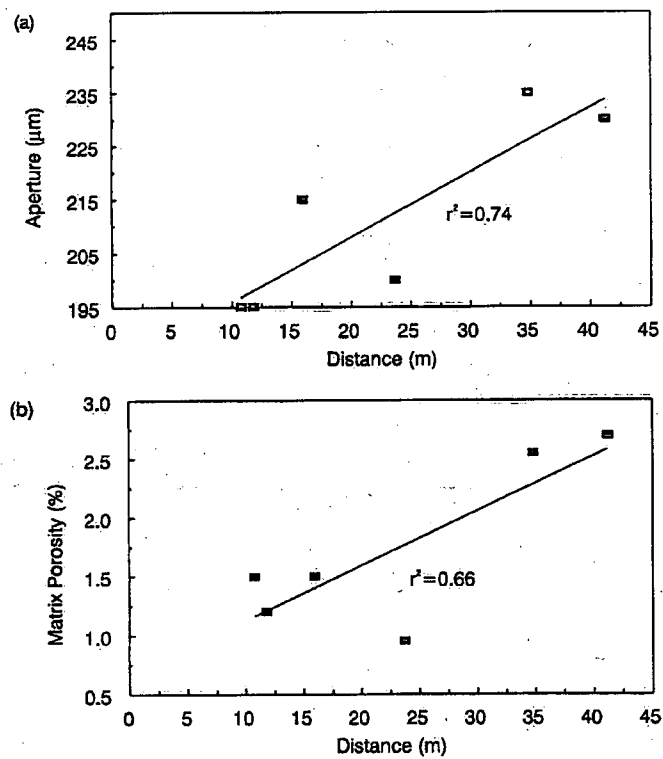 (a)
245
235
225
215
205
195
Aperture (μm)
r²=0.74
0 5 10 15 20 25 30 35 40 45
Distance (m)
(b)
3.0
2.5
2.0
1.5
1.0
0.5
Matrix Porosity (%)
r²=0.66
0 5 10 15 20 25 30 35 40 45
Distance (m)